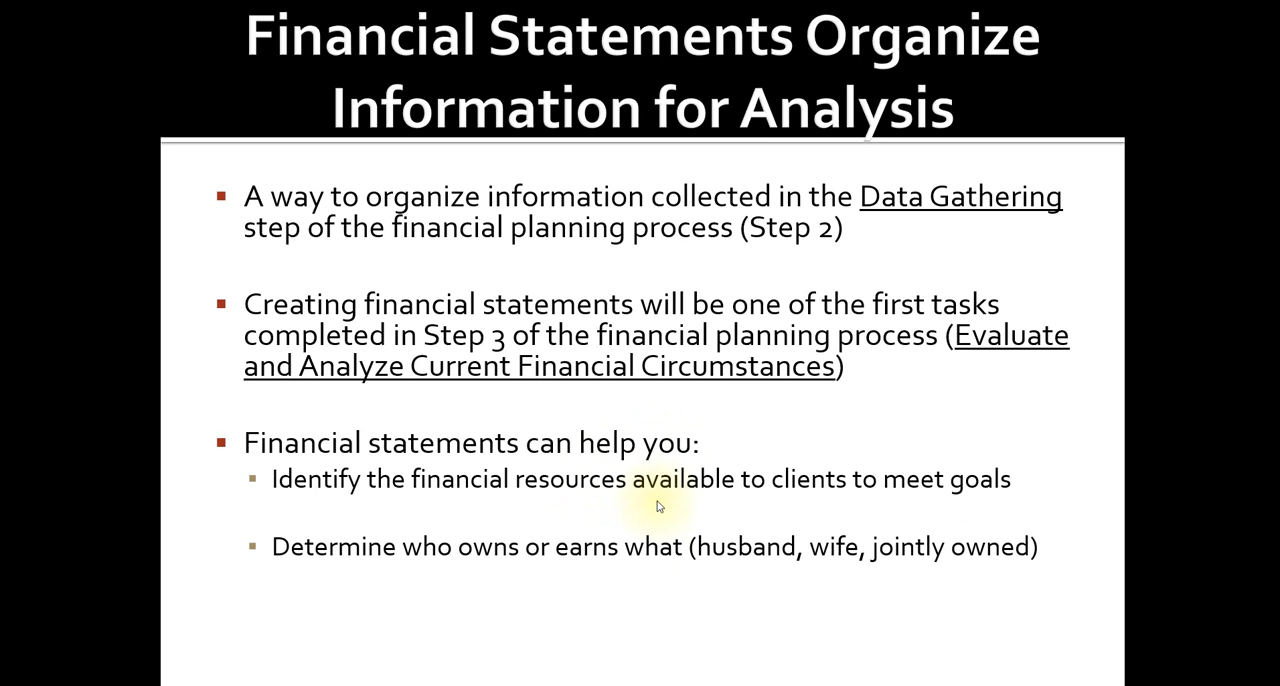 Financial Statements Organize
Information for Analysis
A way to organize information collected in the Data Gathering
step of the financial planning process (Step 2)
Creating financial statements will be one of the first tasks
completed in Step 3 of the financial planning process (Evaluate
and Analyze Current Financial Circumstances)
Financial statements can help you:
Identify the financial resources available to clients to meet goals
Determine who owns or earns what (husband, wife, jointly owned)